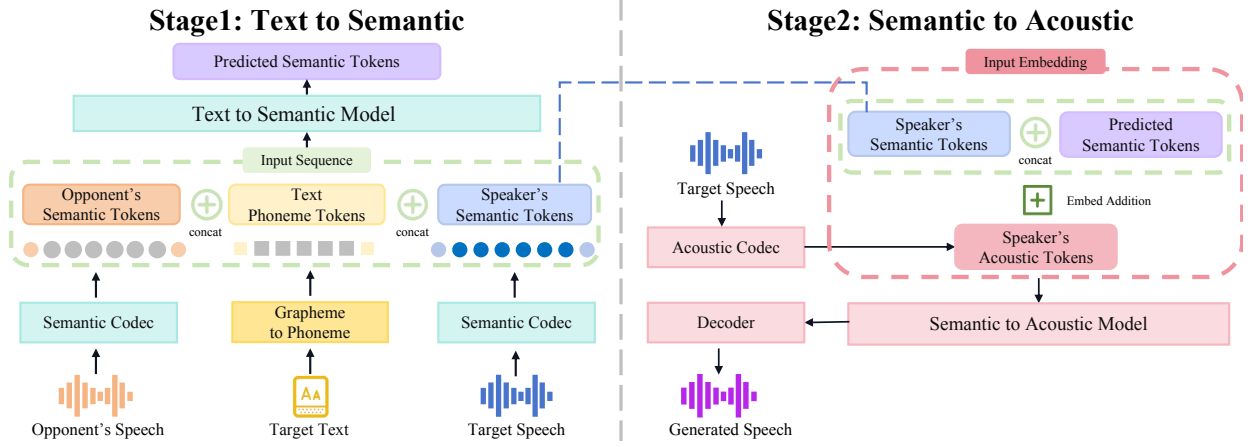 Stage1: Text to Semantic
Predicted Semantic Tokens
Text to Semantic Model
Input Sequence
Opponent's
Semantic Tokens
concat
Text
Phoneme Tokens
concat
Speaker's
Semantic Tokens
Semantic Codec
Grapheme
to Phoneme
Semantic Codec
AA
Opponent's Speech
Target Text
Target Speech
Stage2: Semantic to Acoustic
Input Embedding
Speaker's
Semantic Tokens
concat
Predicted
Semantic Tokens
Target Speech
Embed Addition
Acoustic Codec
Speaker's
Acoustic Tokens
Decoder
Semantic to Acoustic Model
Generated Speech